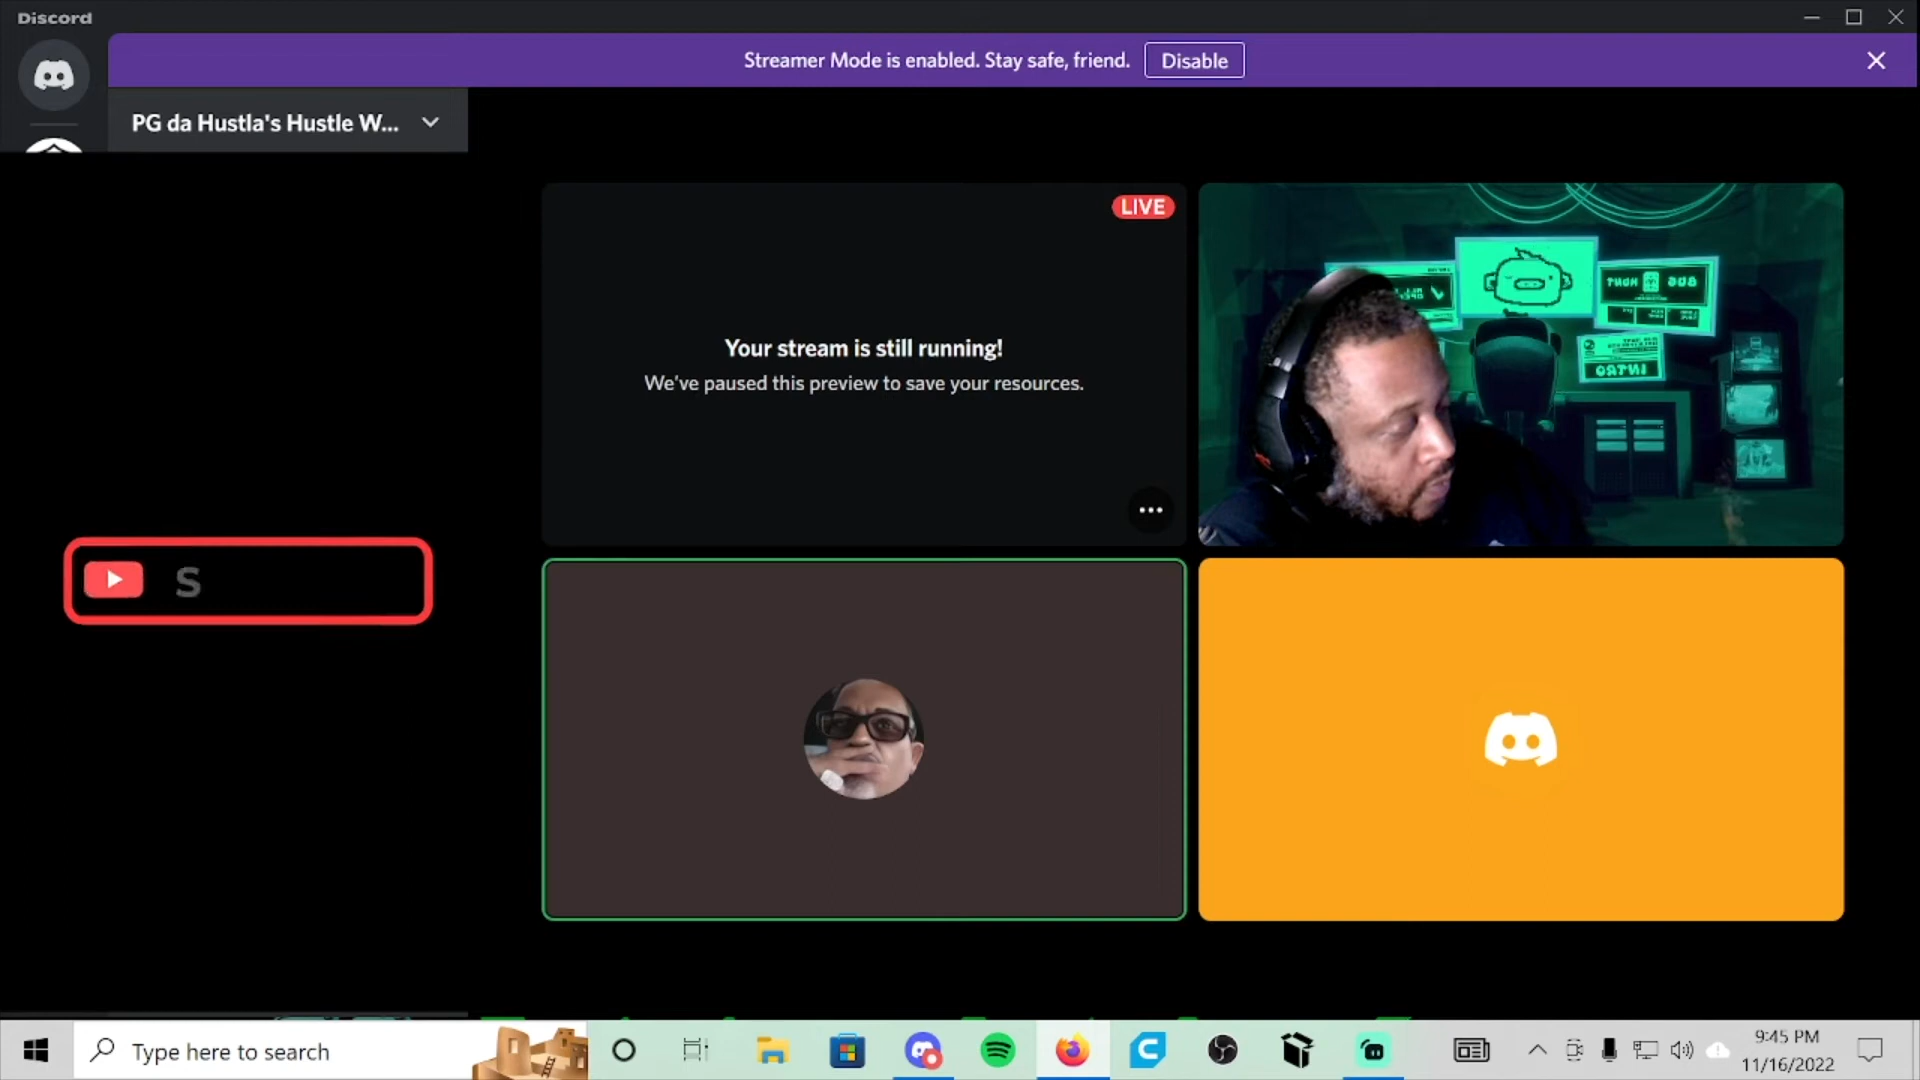 Discord
Streamer Mode is enabled. Stay safe, friend.
Disable
PG da Hustla's Hustle W...
LIVE
Your stream is still running!
We've paused this preview to save your resources.
S
Type here to search
9:45 PM
11/16/2022